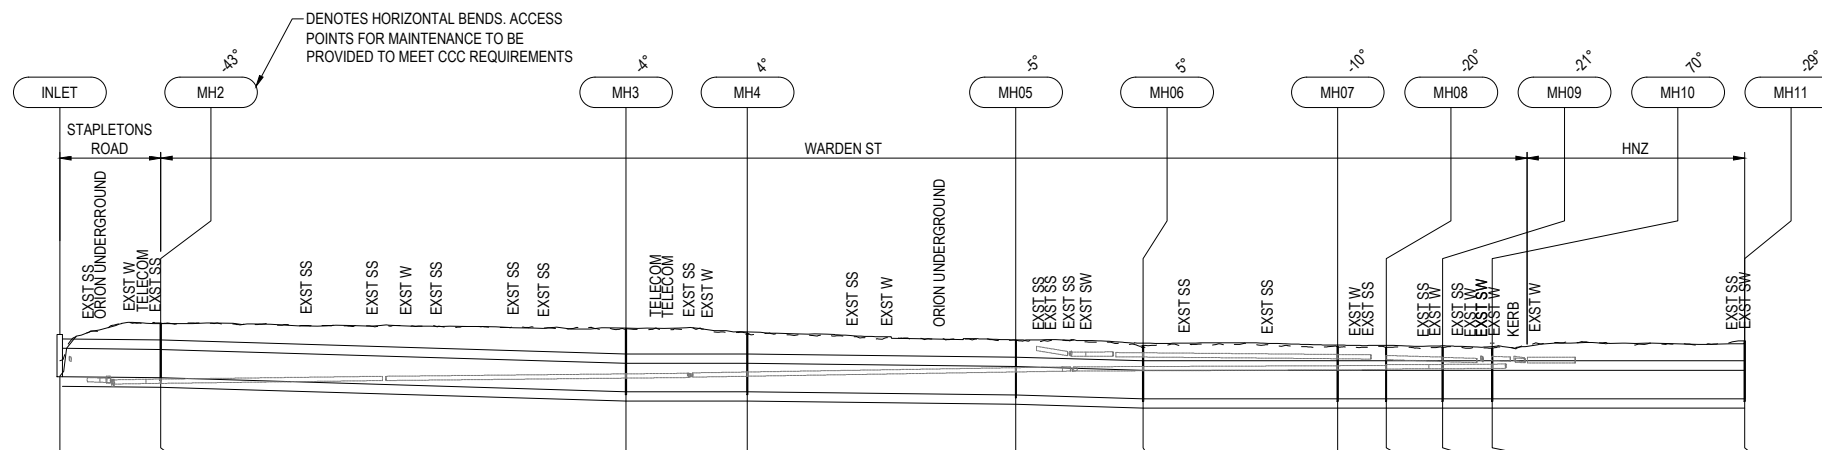 DENOTES HORIZONTAL BENDS. ACCESS
POINTS FOR MAINTENANCE TO BE
PROVIDED TO MEET CCC REQUIREMENTS
-43°
-4°
4°
-5°
5°
-10°
-20°
-21°
70°
-29°
INLET
MH2
MH3
MH4
MH05
MH06
MH07
MH08
MH09
MH10
MH11
STAPLETONS
ROAD
WARDEN ST
HNZ
EXST SS
ORION UNDERGROUND
EXST W
TELECOM
EXST SS
EXST SS
EXST SS
EXST W
EXST SS
EXST SS
EXST SS
TELECOM
TELECOM
EXST SS
EXST W
EXST SS
EXST W
ORION UNDERGROUND
EXST SS
EXST SS
EXST SS
EXST SW
EXST SS
EXST SS
EXST W
EXST SS
EXST SS
EXST W
EXST SS
EXST W
EXST SW
EXST W
KERB
EXST W
EXST SS
EXST SW